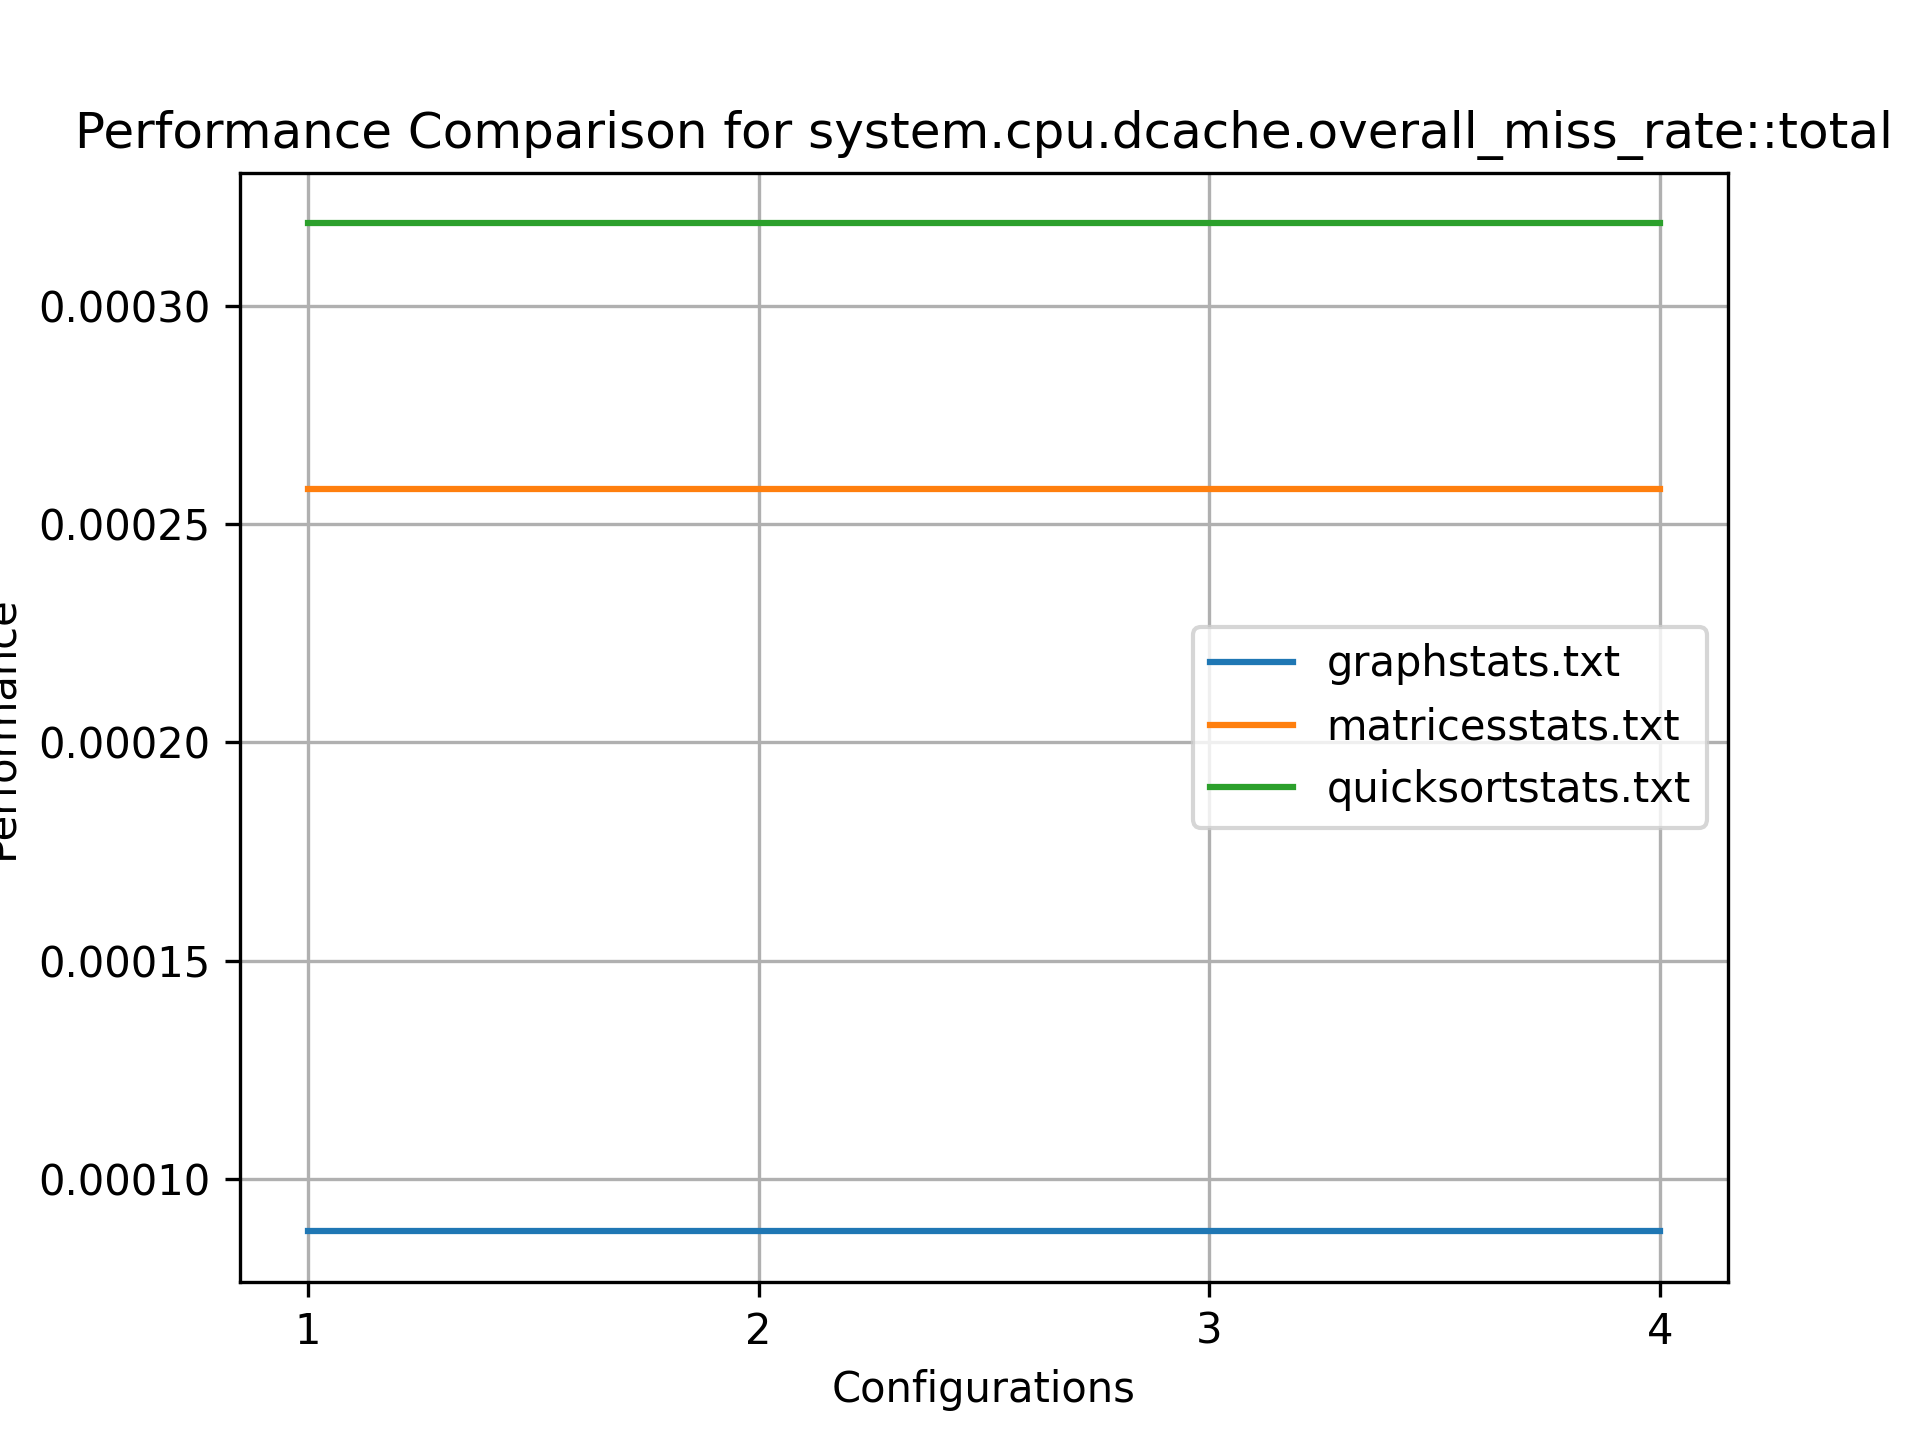 Performance Comparison for system.cpu.dcache.overall_miss_rate::total
0.00030
0.00025
0.00020
0.00015
0.00010
Performance
graphstats.txt
matricesstats.txt
quicksortstats.txt
1 2 3 4
Configurations